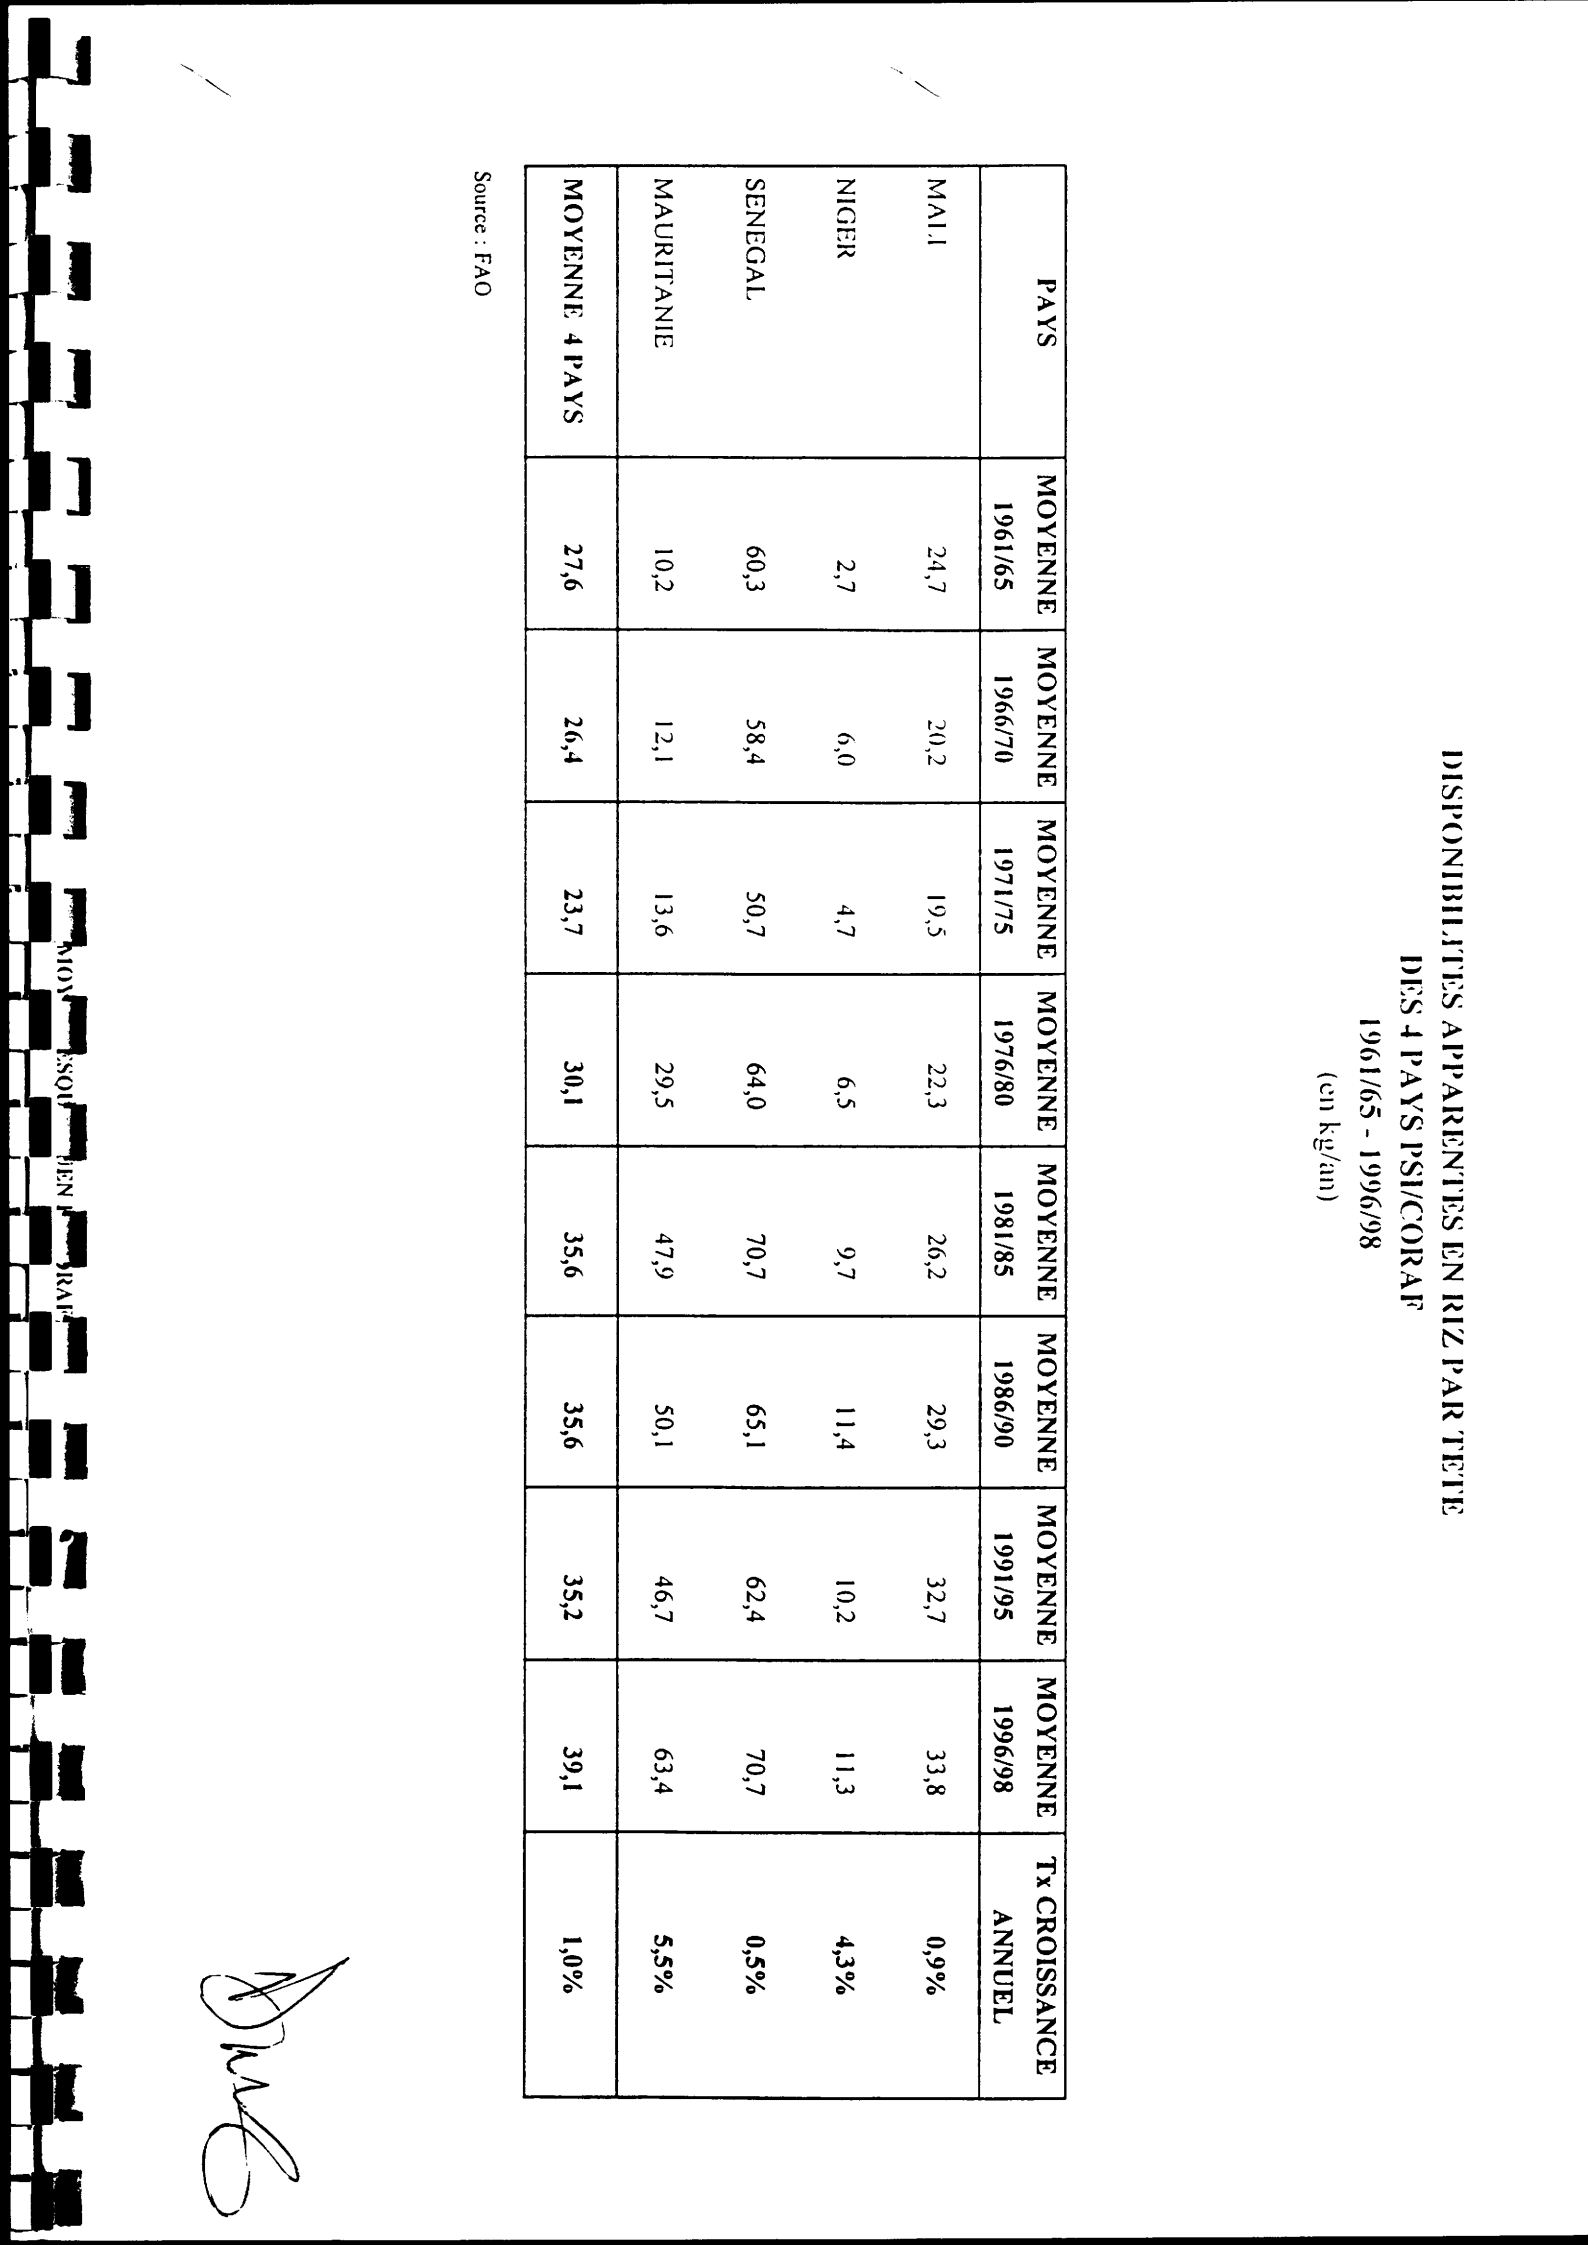 DISPONIBILITES APPARENTES EN RIZ PAR TETE
DES 4 PAYS PSI/CORAF
1961/65 - 1996/98
(en kg/an)
PAYS MOYENNE 1961/65 MOYENNE 1966/70 MOYENNE 1971/75 MOYENNE 1976/80 MOYENNE 1981/85 MOYENNE 1986/90 MOYENNE 1991/95 MOYENNE 1996/98 Tx CROISSANCE ANNUEL
MALI 24,7 20,2 19,5 22,3 26,2 29,3 32,7 33,8 0,9%
NIGER 2,7 6,0 4,7 6,5 9,7 11,4 10,2 11,3 4,3%
SENEGAL 60,3 58,4 50,7 64,0 70,7 65,1 62,4 70,7 0,5%
MAURITANIE 10,2 12,1 13,6 29,5 47,9 50,1 46,7 63,4 5,5%
MOYENNE 4 PAYS 27,6 26,4 23,7 30,1 35,6 35,6 35,2 39,1 1,0%
Source : FAO